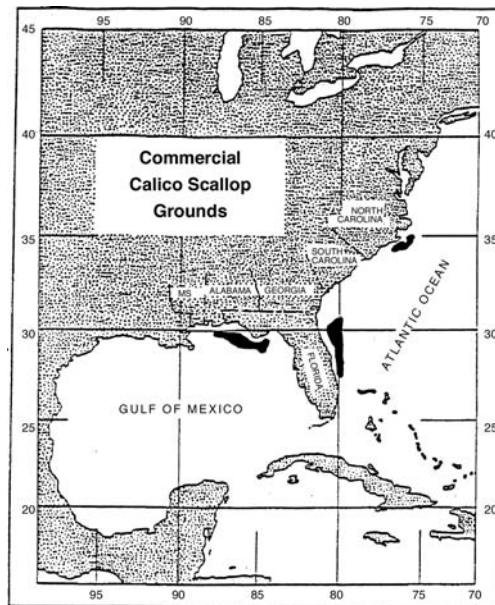 95 90 85 80 75 70
45
40
Commercial
Calico Scallop
Grounds
NORTH
CAROLINA
35
35
SOUTH
CAROLINA
MS
ALABAMA
GEORGIA
30
30
ATLANTIC OCEAN
FLORIDA
GULF OF MEXICO
25
25
20
20
95 90 85 80 75 70